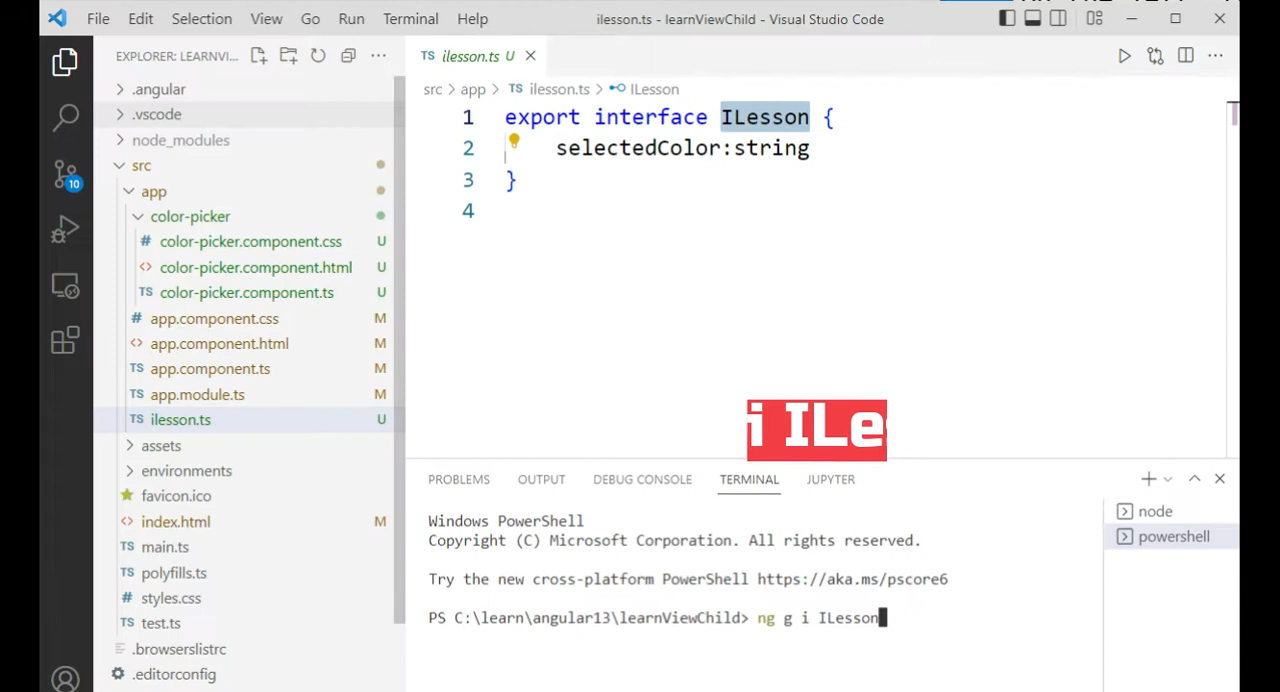 File Edit Selection View Go Run Terminal Help
ilesson.ts - learnViewChild - Visual Studio Code
EXPLORER: LEARNVI...
.angular
.vscode
node_modules
src
app
color-picker
# color-picker.component.css U
<> color-picker.component.html U
TS color-picker.component.ts U
# app.component.css M
<> app.component.html M
TS app.component.ts M
TS app.module.ts M
TS ilesson.ts U
assets
environments
favicon.ico
<> index.html M
TS main.ts
TS polyfills.ts
# styles.css
TS test.ts
.browserslistrc
.editorconfig
10
TS ilesson.ts U
src > app > TS ilesson.ts > ILesson
1 export interface ILesson {
2 selectedColor:string
3 }
4
i ILe
PROBLEMS OUTPUT DEBUG CONSOLE TERMINAL JUPYTER
Windows PowerShell
Copyright (C) Microsoft Corporation. All rights reserved.
Try the new cross-platform PowerShell https://aka.ms/pscore6
PS C:\learn\angular13\learnViewChild> ng g i ILesson
node
powershell